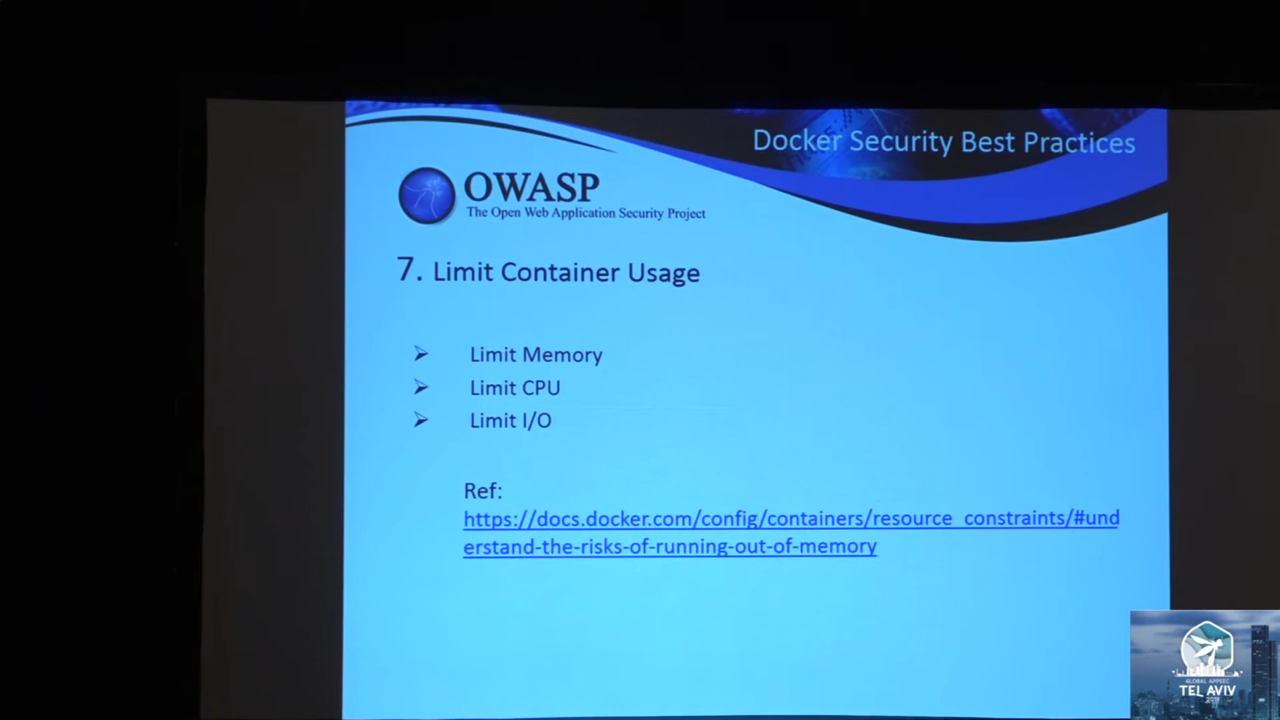 Docker Security Best Practices
OWASP
The Open Web Application Security Project
7. Limit Container Usage
➤ Limit Memory
➤ Limit CPU
➤ Limit I/O
Ref:
https://docs.docker.com/config/containers/resource_constraints/#und
erstand-the-risks-of-running-out-of-memory
GLOBAL APPSEC
TEL AVIV